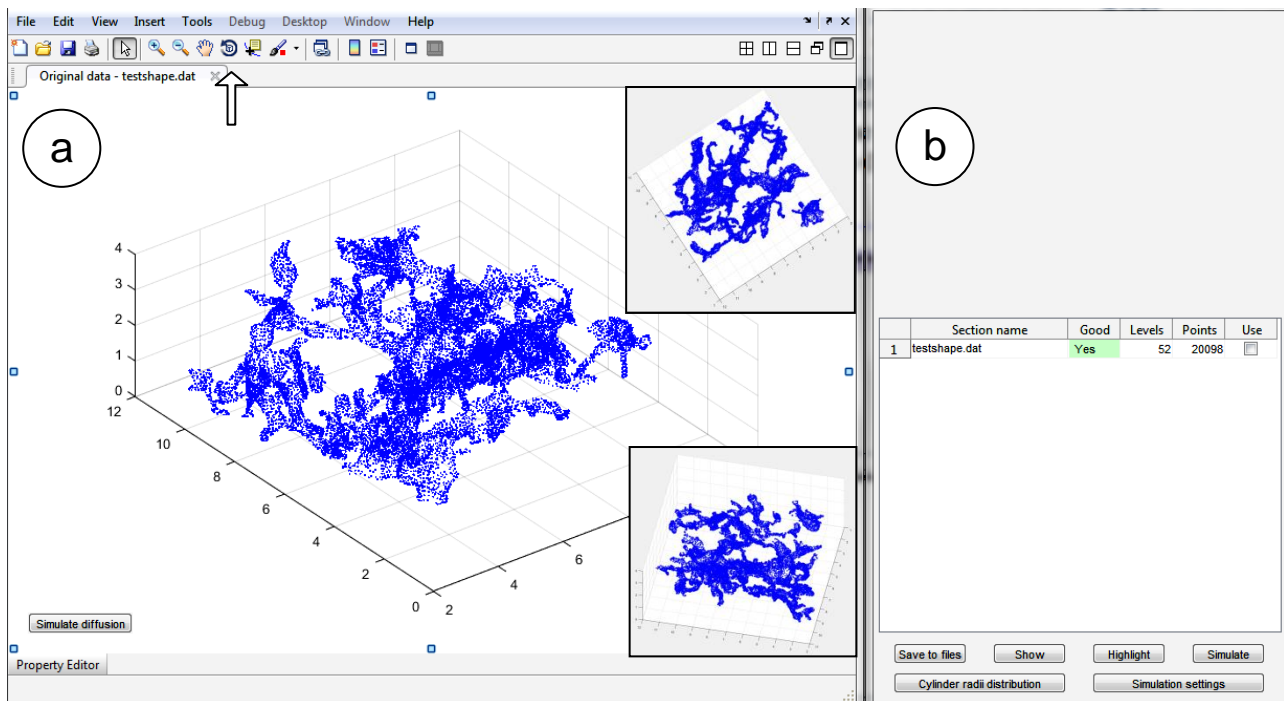 File Edit View Insert Tools Debug Desktop Window Help
Original data - testshape.dat
a
4
3
2
1
0
12
10
8
6
4
2
0
2
4
6
Simulate diffusion
Property Editor
b
Section name Good Levels Points Use
1 testshape.dat Yes 52 20098
Save to files Show Highlight Simulate
Cylinder radii distribution Simulation settings